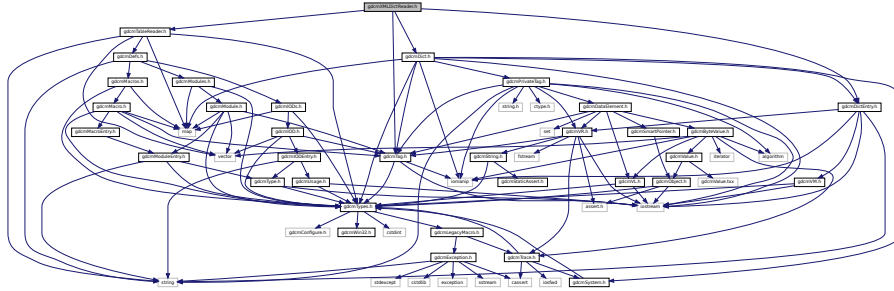 gdcmXMLDictReader.h
gdcmTableReader.h
gdcmDefs.h
gdcmDict.h
gdcmMacros.h
gdcmModules.h
gdcmPrivateTag.h
gdcmMacro.h
gdcmModule.h
gdcmIODs.h
string.h
ctype.h
gdcmDataElement.h
gdcmDictEntry.h
gdcmMacroEntry.h
map
gdcmIOD.h
set
gdcmVR.h
gdcmSmartPointer.h
gdcmByteValue.h
gdcmModuleEntry.h
vector
gdcmIODEntry.h
gdcmTag.h
gdcmString.h
fstream
gdcmValue.h
iterator
algorithm
gdcmType.h
gdcmUsage.h
iomanip
gdcmStaticAssert.h
gdcmVL.h
gdcmObject.h
gdcmValue.txx
gdcmVM.h
gdcmTypes.h
assert.h
iostream
gdcmConfigure.h
gdcmWin32.h
cstdint
gdcmLegacyMacro.h
gdcmException.h
gdcmTrace.h
string
stdexcept
cstdlib
exception
sstream
cassert
iosfwd
gdcmSystem.h